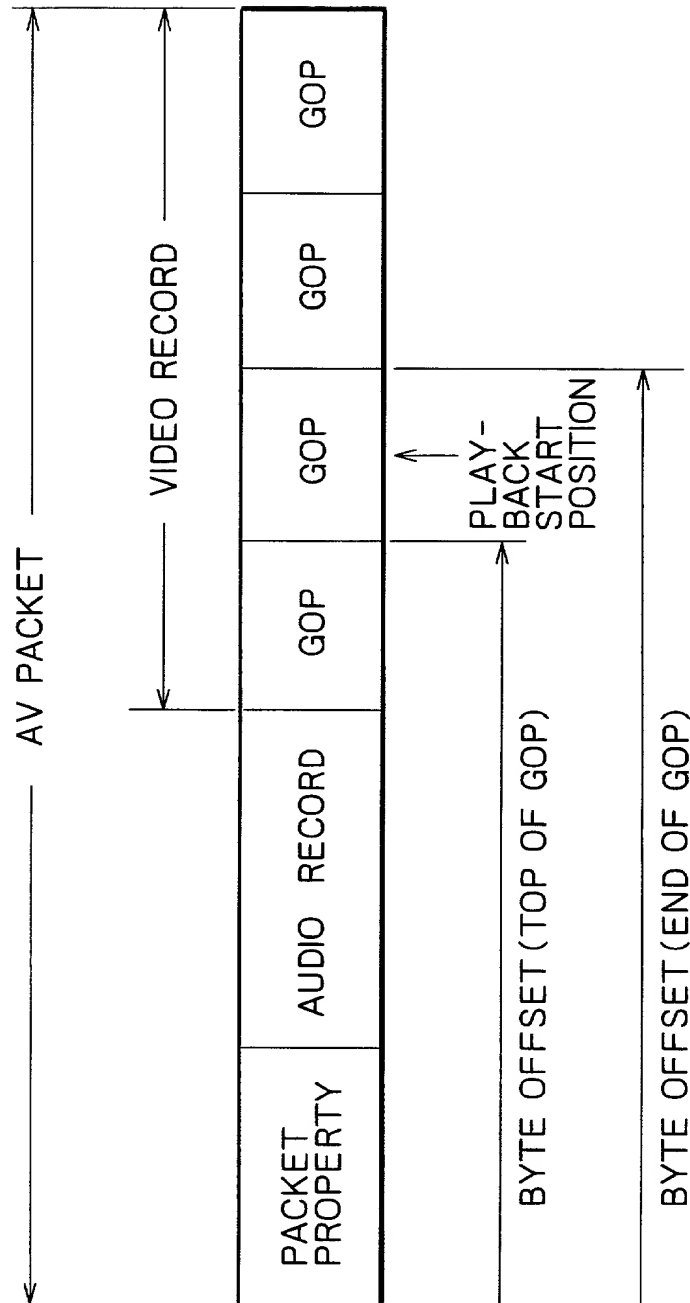 AV PACKET
VIDEO RECORD
PACKET
PROPERTY
AUDIO RECORD
GOP
GOP
GOP
GOP
PLAY-
BACK
START
POSITION
BYTE OFFSET (TOP OF GOP)
BYTE OFFSET (END OF GOP)